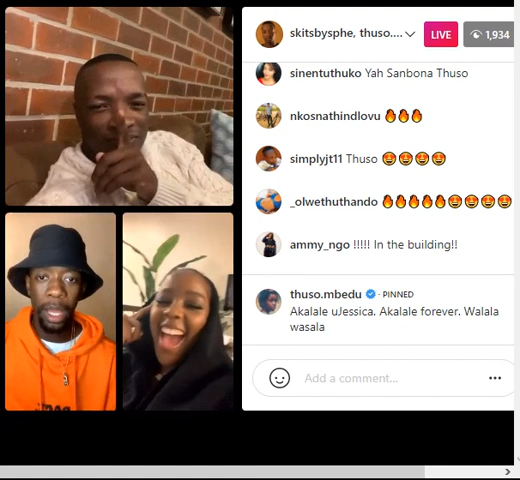 skitsbysphe, thuso....
LIVE
1,934
sinentuthuko Yah Sanbona Thuso
nkosnathindlovu 🔥🔥🔥
simplyjt11 Thuso 🤩🤩🤩🤩
_olwethuthando 🔥🔥🔥🔥🔥🤩🤩🤩🤩
ammy_ngo !!!!! In the building!!
thuso.mbedu · PINNED
Akalale uJessica. Akalale forever. Walala
wasala
Add a comment...